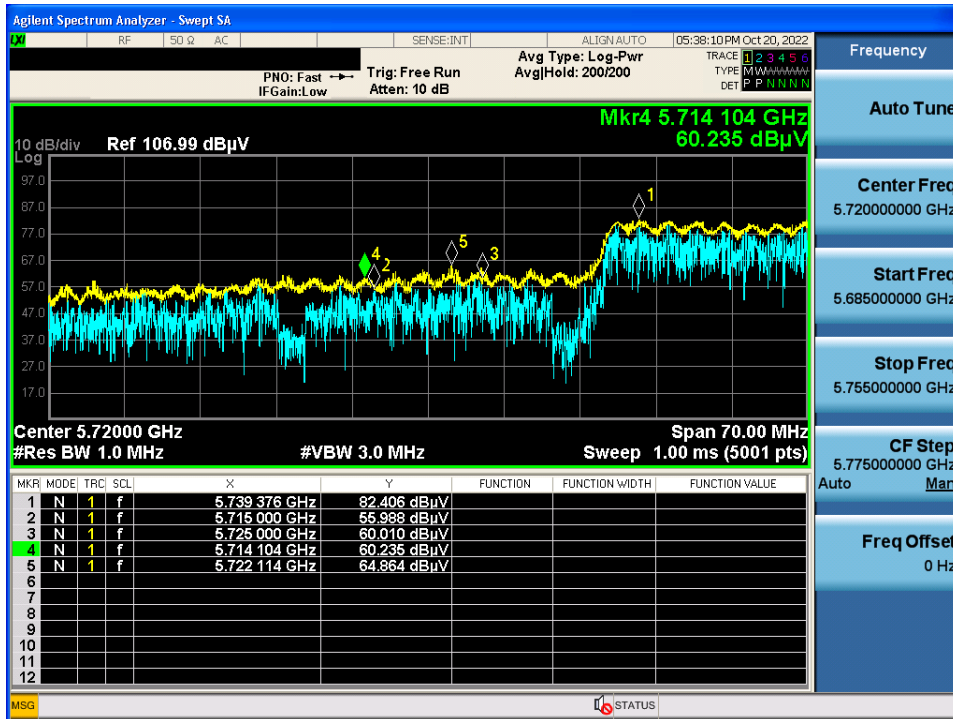 Agilent Spectrum Analyzer - Swept SA
LXI RF 50 Ω AC SENSE:INT ALIGN AUTO 05:38:10 PM Oct 20, 2022
PNO: Fast Trig: Free Run Avg Type: Log-Pwr TRACE 1 2 3 4 5 6
IFGain:Low Atten: 10 dB Avg|Hold: 200/200 TYPE M WWWWWW
DET P P N N N N
Mkr4 5.714 104 GHz
60.235 dBµV
10 dB/div Ref 106.99 dBµV
Log
97.0
87.0
77.0
67.0
57.0
47.0
37.0
27.0
17.0
1
4
2
5
3
Center 5.72000 GHz Span 70.00 MHz
#Res BW 1.0 MHz #VBW 3.0 MHz Sweep 1.00 ms (5001 pts)
MKR MODE TRC SCL X Y FUNCTION FUNCTION WIDTH FUNCTION VALUE
1 N 1 f 5.739 376 GHz 82.406 dBµV
2 N 1 f 5.715 000 GHz 55.988 dBµV
3 N 1 f 5.725 000 GHz 60.010 dBµV
4 N 1 f 5.714 104 GHz 60.235 dBµV
5 N 1 f 5.722 114 GHz 64.864 dBµV
6
7
8
9
10
11
12
MSG STATUS
Frequency
Auto Tune
Center Freq
5.720000000 GHz
Start Freq
5.685000000 GHz
Stop Freq
5.755000000 GHz
CF Step
5.775000000 GHz
Auto Man
Freq Offset
0 Hz